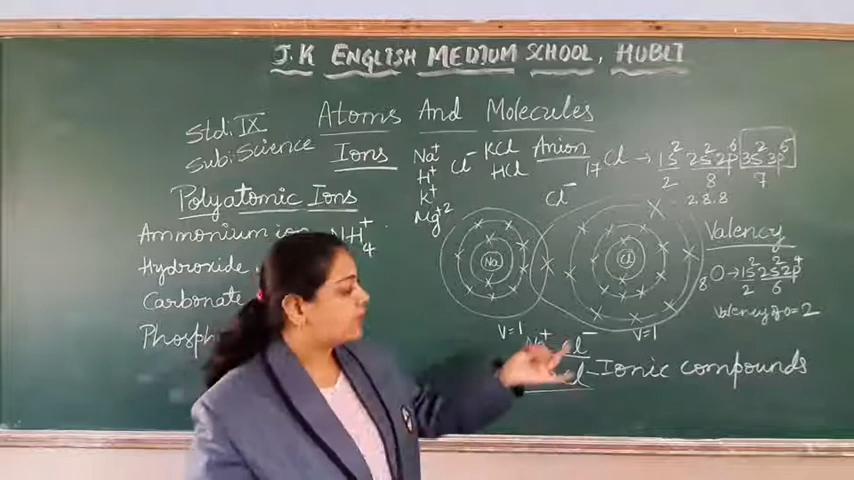 J.K ENGLISH MEDIUM SCHOOL, HUBLI
Std: IX
Sub: Science
Atoms And Molecules
Ions
Polyatomic Ions
Ammonium ion NH4+
Hydroxide
Carbonate
Phosph
Na+
H+
K+
Mg+2
Cl-
KCl
HCl
Anion
17Cl → 1s2 2s2 2p6 3s2 3p5
2 8 7
Cl-
2.8.8
Na
Cl
V=1
V=1
Valency
8O → 1s2 2s2 2p4
2 6
Valency of O = 2
Na+ Cl-
Ionic compounds